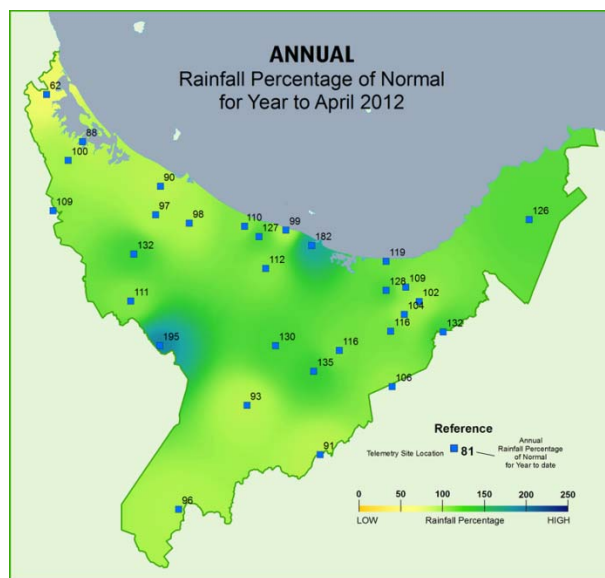 ANNUAL
Rainfall Percentage of Normal
for Year to April 2012
62
88
100
90
109
97
98
110
99
127
182
126
132
112
119
128
109
102
104
111
116
132
195
130
116
135
106
93
91
96
Reference
Telemetry Site Location
81
Annual
Rainfall Percentage
of Normal
for Year to date
0 50 100 150 200 250
LOW Rainfall Percentage HIGH